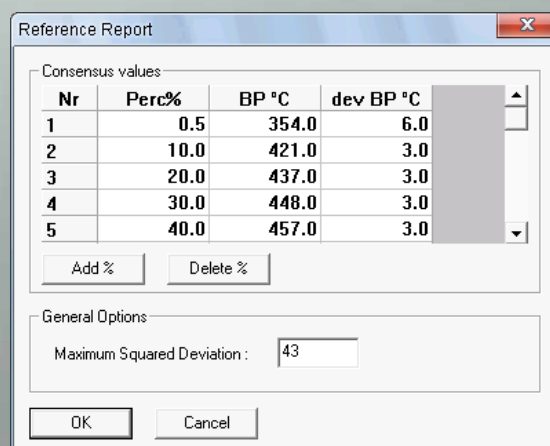 Reference Report
Consensus values
Nr Perc% BP °C dev BP °C
1 0.5 354.0 6.0
2 10.0 421.0 3.0
3 20.0 437.0 3.0
4 30.0 448.0 3.0
5 40.0 457.0 3.0
Add % Delete %
General Options
Maximum Squared Deviation : 43
OK Cancel